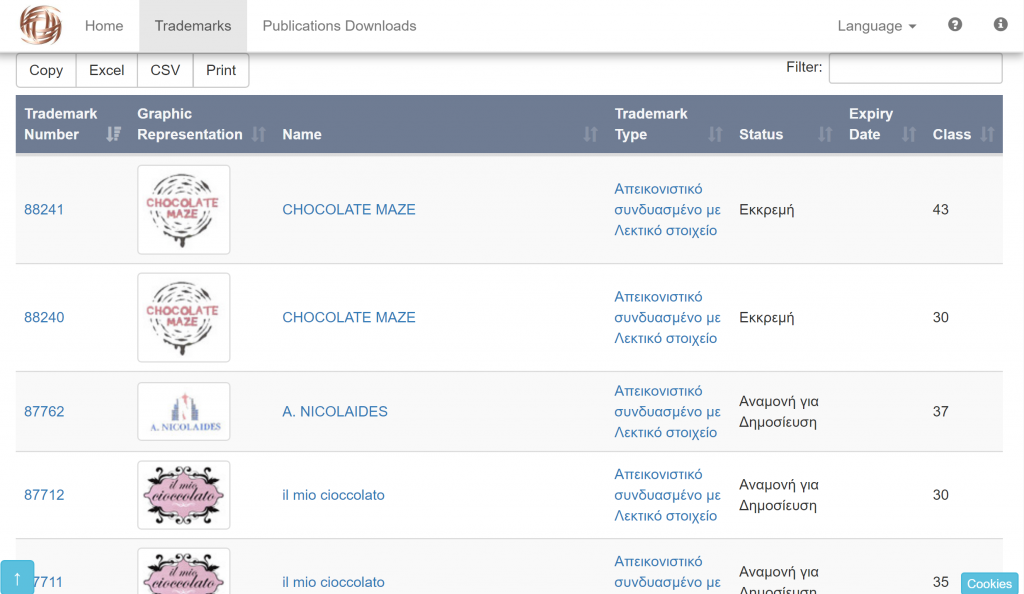 Home
Trademarks
Publications Downloads
Language
Copy
Excel
CSV
Print
Filter:
Trademark
Number
Graphic
Representation
Name
Trademark
Type
Status
Expiry
Date
Class
88241
CHOCOLATE
MAZE
CHOCOLATE MAZE
Απεικονιστικό
συνδυασμένο με
Λεκτικό στοιχείο
Εκκρεμή
43
88240
CHOCOLATE
MAZE
CHOCOLATE MAZE
Απεικονιστικό
συνδυασμένο με
Λεκτικό στοιχείο
Εκκρεμή
30
87762
A. NICOLAIDES
A. NICOLAIDES
Απεικονιστικό
συνδυασμένο με
Λεκτικό στοιχείο
Αναμονή για
Δημοσίευση
37
87712
il mio
cioccolato
il mio cioccolato
Απεικονιστικό
συνδυασμένο με
Λεκτικό στοιχείο
Αναμονή για
Δημοσίευση
30
7711
il mio
cioccolato
il mio cioccolato
Απεικονιστικό
συνδυασμένο με
Αναμονή για
Δημοσίευση
35
Cookies